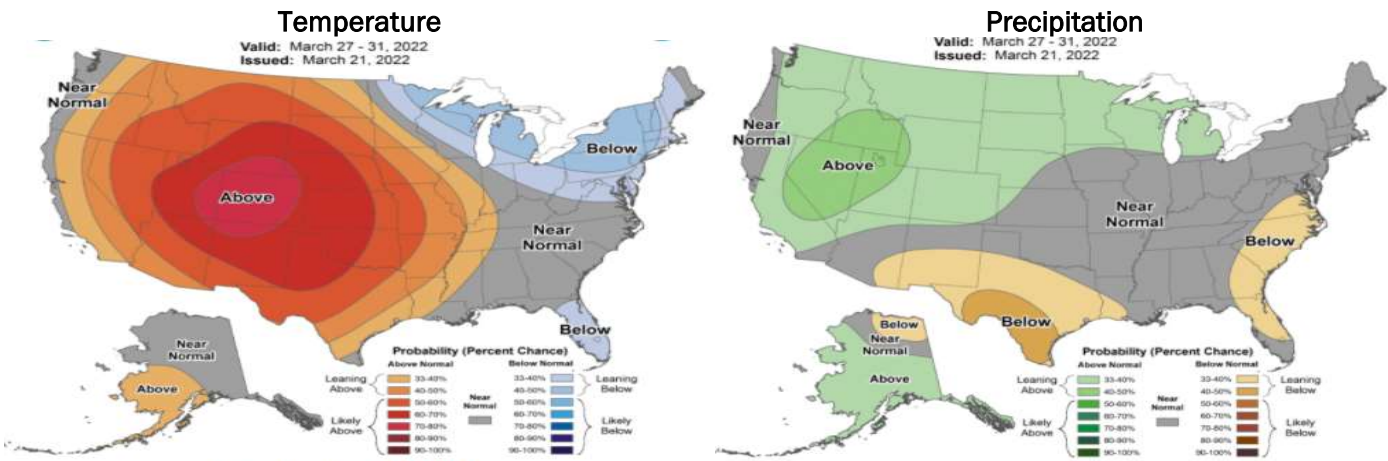 Temperature
Valid: March 27 - 31, 2022
Issued: March 21, 2022
Near
Normal
Below
Above
Near
Normal
Below
Near
Normal
Above
Probability (Percent Chance)
Above Normal
Below Normal
Leaning
Above
33-40%
40-50%
Likely
Above
50-60%
60-70%
70-80%
80-90%
90-100%
Near
Normal
33-40%
40-50%
Leaning
Below
50-60%
60-70%
70-80%
80-90%
90-100%
Likely
Below
Precipitation
Valid: March 27 - 31, 2022
Issued: March 21, 2022
Near
Normal
Above
Near
Normal
Below
Below
Below
Near
Normal
Above
Probability (Percent Chance)
Above Normal
Below Normal
Leaning
Above
33-40%
40-50%
Likely
Above
50-60%
60-70%
70-80%
80-90%
90-100%
Near
Normal
33-40%
40-50%
Leaning
Below
50-60%
60-70%
70-80%
80-90%
90-100%
Likely
Below